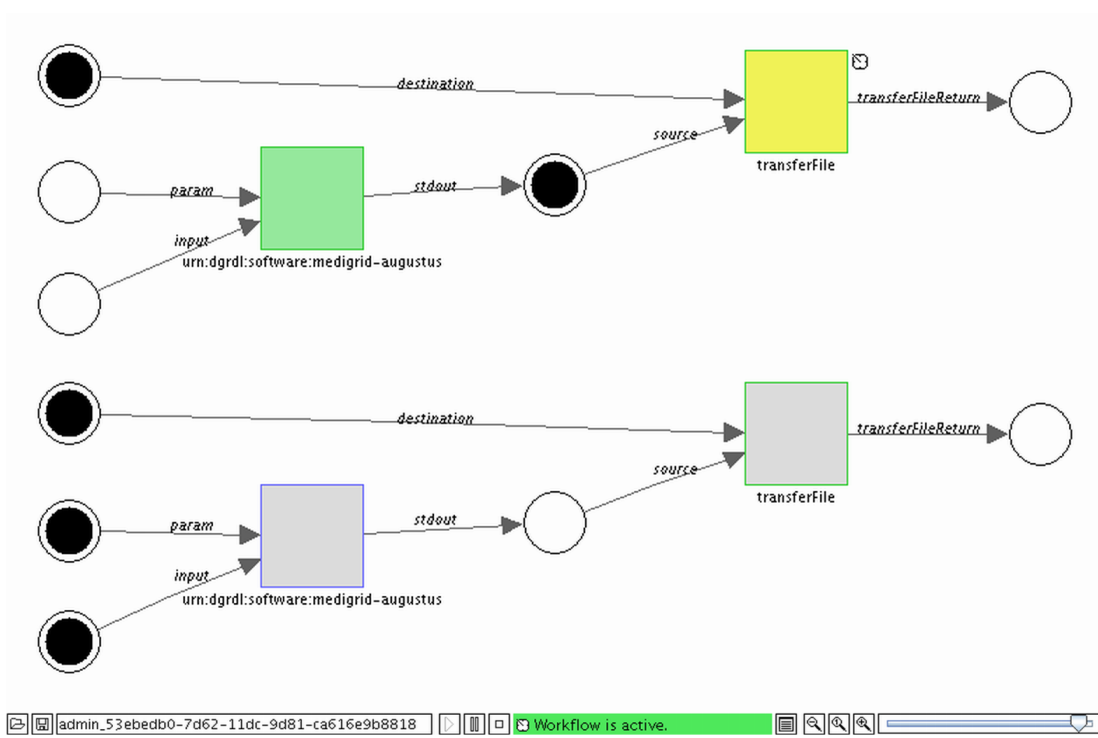 destination
transferFileReturn
source
transferFile
param
stdout
input
urn:dgrdl:software:medigrid-augustus
destination
transferFileReturn
source
transferFile
param
stdout
input
urn:dgrdl:software:medigrid-augustus
admin_53ebedb0-7d62-11dc-9d81-ca616e9b8818
Workflow is active.